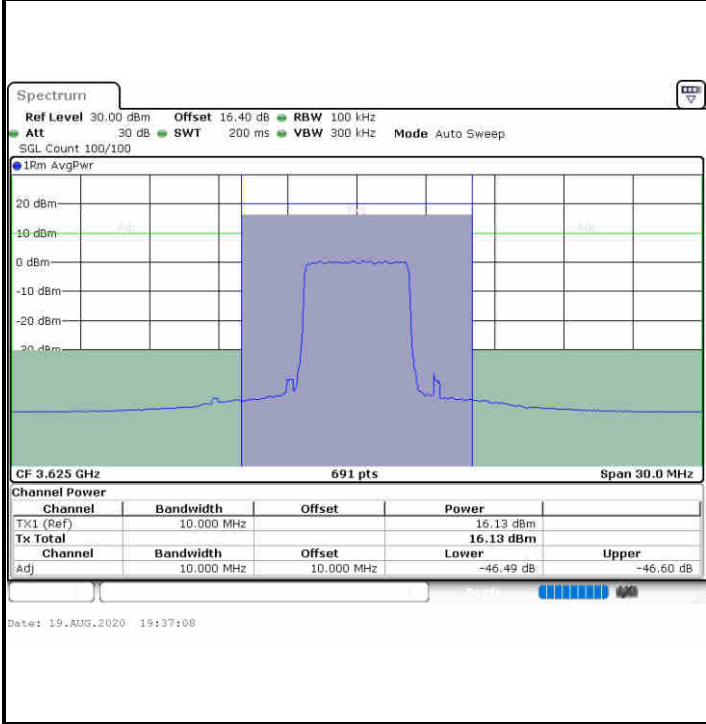 Spectrum
Ref Level 30.00 dBm Offset 16.40 dB RBW 100 kHz
Att 30 dB SWT 200 ms VBW 300 kHz Mode Auto Sweep
SGL Count 100/100
1Rm AvgPwr
20 dBm
Adj Adj
10 dBm
0 dBm
-10 dBm
-20 dBm
CF 3.625 GHz 691 pts Span 30.0 MHz
Channel Power
Channel Bandwidth Offset Power
TX1 (Ref) 10.000 MHz 16.13 dBm
Tx Total 16.13 dBm
Channel Bandwidth Offset Lower Upper
Adj 10.000 MHz 10.000 MHz -46.49 dB -46.60 dB
Date: 19.AUG.2020 19:37:08